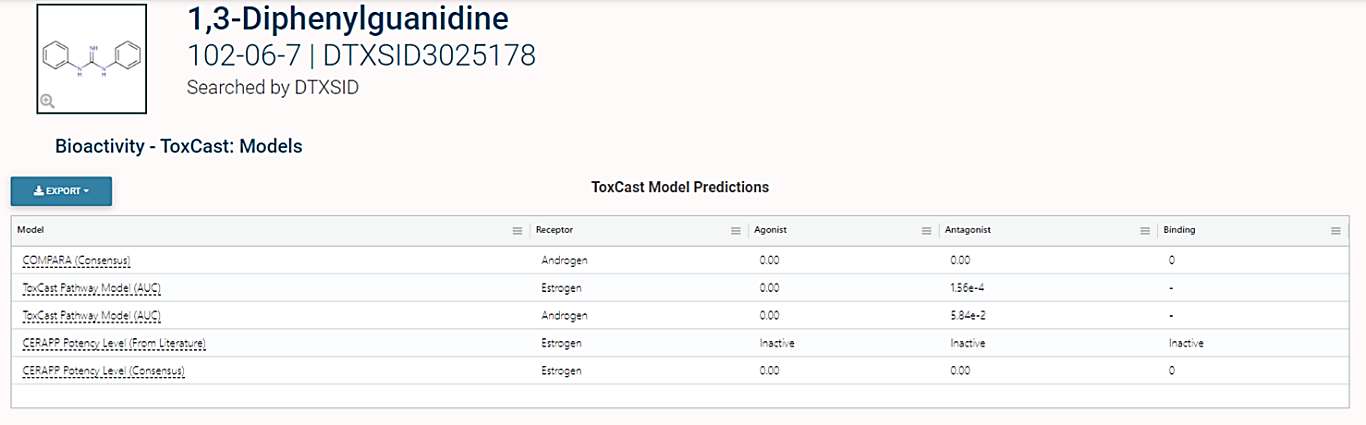 1,3-Diphenylguanidine
102-06-7 | DTXSID3025178
Searched by DTXSID
NH
N N
H H
Bioactivity - ToxCast: Models
EXPORT
ToxCast Model Predictions
Model Receptor Agonist Antagonist Binding
COMPARA (Consensus) Androgen 0.00 0.00 0
ToxCast Pathway Model (AUC) Estrogen 0.00 1.56e-4 -
ToxCast Pathway Model (AUC) Androgen 0.00 5.84e-2 -
CERAPP Potency Level (From Literature) Estrogen Inactive Inactive Inactive
CERAPP Potency Level (Consensus) Estrogen 0.00 0.00 0